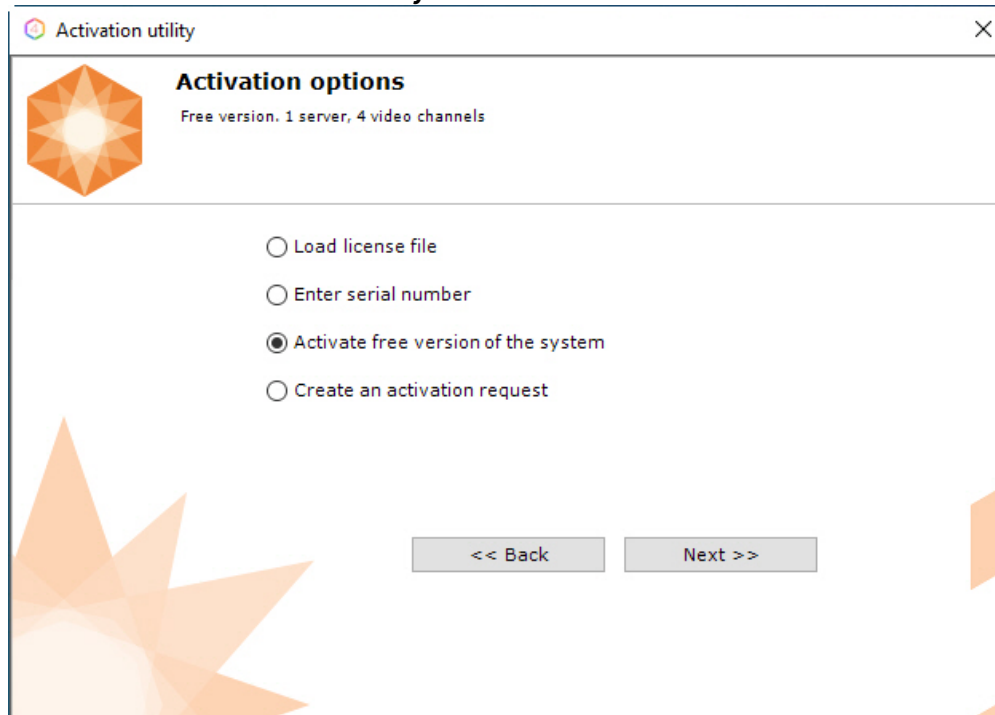 Activation utility
Activation options
Free version. 1 server, 4 video channels
Load license file
Enter serial number
Activate free version of the system
Create an activation request
<< Back
Next >>